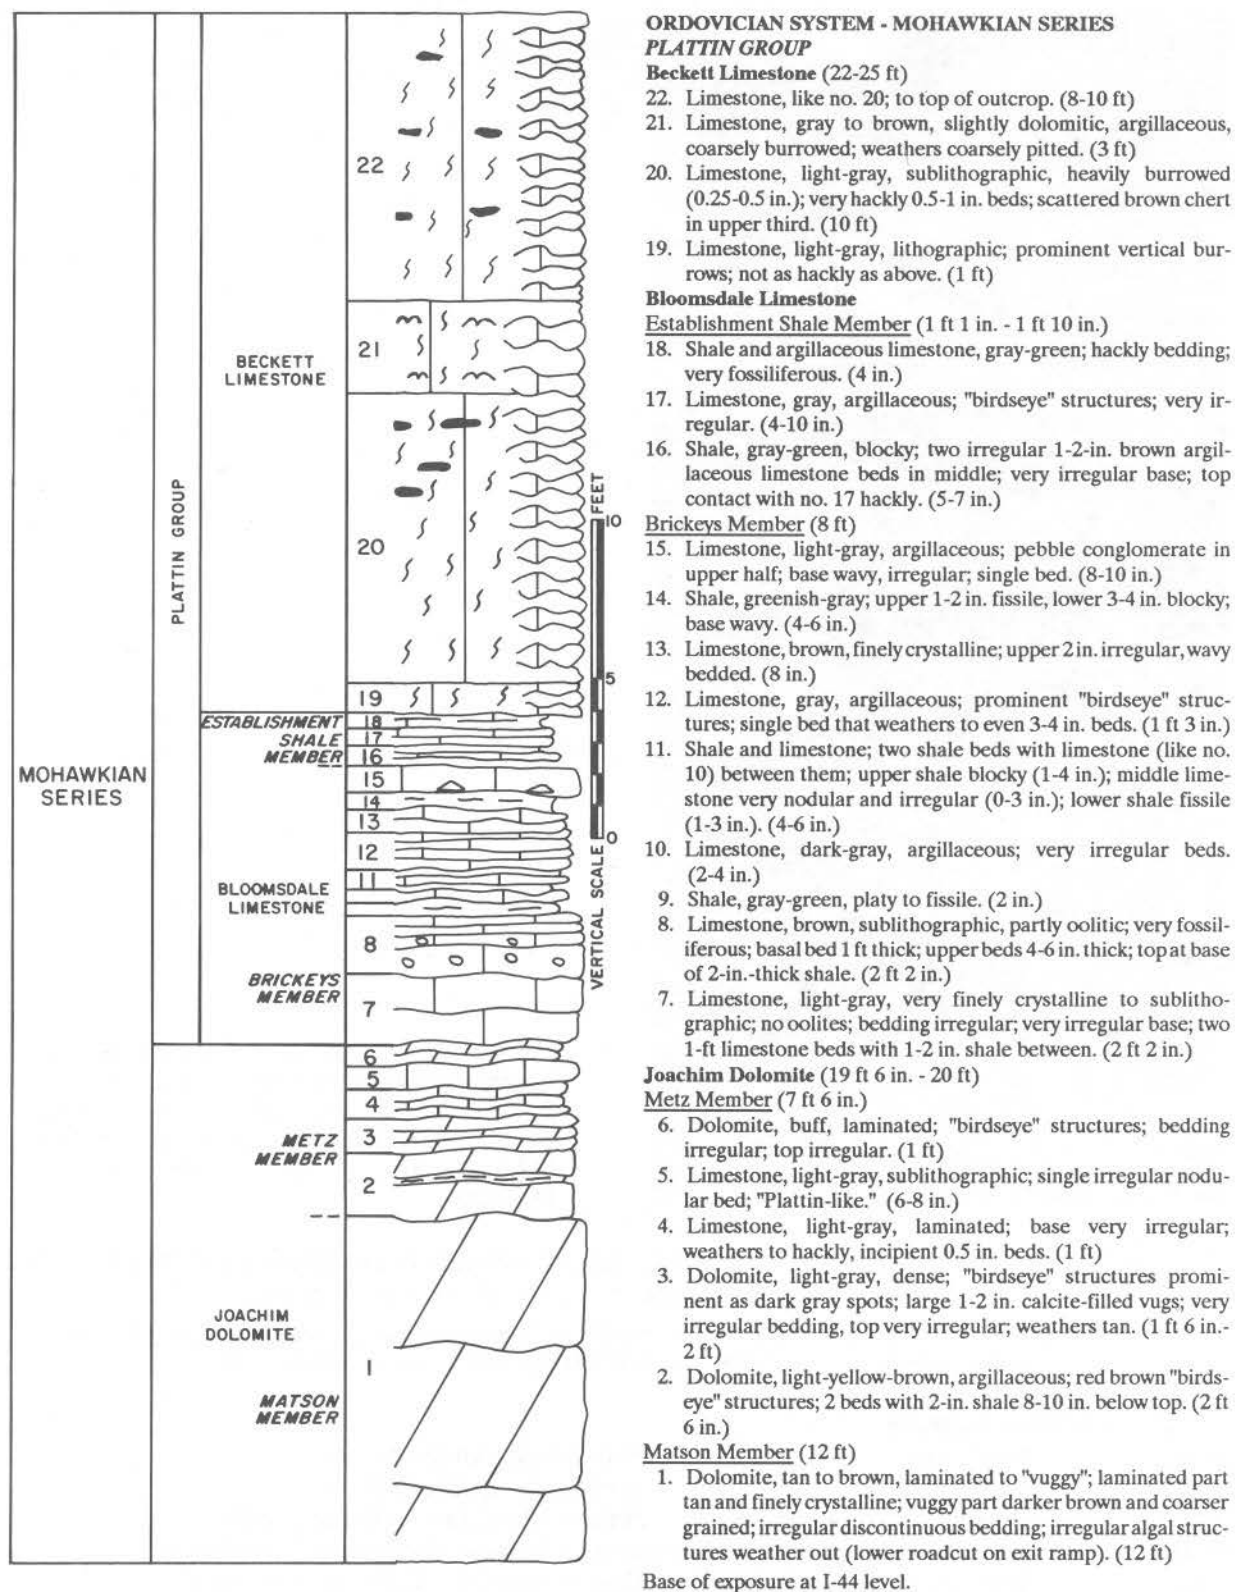 MOHAWKIAN
SERIES
PLATTIN GROUP
BECKETT
LIMESTONE
ESTABLISHMENT
SHALE
MEMBER
BLOOMSDALE
LIMESTONE
BRICKEYS
MEMBER
METZ
MEMBER
JOACHIM
DOLOMITE
MATSON
MEMBER
22
21
20
19
18
17
16
15
14
13
12
11
8
7
6
5
4
3
2
1
VERTICAL SCALE
FEET
10
5
0
ORDOVICIAN SYSTEM - MOHAWKIAN SERIES
PLATTIN GROUP
Beckett Limestone (22-25 ft)
22. Limestone, like no. 20; to top of outcrop. (8-10 ft)
21. Limestone, gray to brown, slightly dolomitic, argillaceous,
coarsely burrowed; weathers coarsely pitted. (3 ft)
20. Limestone, light-gray, sublithographic, heavily burrowed
(0.25-0.5 in.); very hackly 0.5-1 in. beds; scattered brown chert
in upper third. (10 ft)
19. Limestone, light-gray, lithographic; prominent vertical bur-
rows; not as hackly as above. (1 ft)
Bloomsdale Limestone
Establishment Shale Member (1 ft 1 in. - 1 ft 10 in.)
18. Shale and argillaceous limestone, gray-green; hackly bedding;
very fossiliferous. (4 in.)
17. Limestone, gray, argillaceous; "birdseye" structures; very ir-
regular. (4-10 in.)
16. Shale, gray-green, blocky; two irregular 1-2-in. brown argil-
laceous limestone beds in middle; very irregular base; top
contact with no. 17 hackly. (5-7 in.)
Brickeys Member (8 ft)
15. Limestone, light-gray, argillaceous; pebble conglomerate in
upper half; base wavy, irregular; single bed. (8-10 in.)
14. Shale, greenish-gray; upper 1-2 in. fissile, lower 3-4 in. blocky;
base wavy. (4-6 in.)
13. Limestone, brown, finely crystalline; upper 2 in. irregular, wavy
bedded. (8 in.)
12. Limestone, gray, argillaceous; prominent "birdseye" struc-
tures; single bed that weathers to even 3-4 in. beds. (1 ft 3 in.)
11. Shale and limestone; two shale beds with limestone (like no.
10) between them; upper shale blocky (1-4 in.); middle lime-
stone very nodular and irregular (0-3 in.); lower shale fissile
(1-3 in.). (4-6 in.)
10. Limestone, dark-gray, argillaceous; very irregular beds.
(2-4 in.)
9. Shale, gray-green, platy to fissile. (2 in.)
8. Limestone, brown, sublithographic, partly oolitic; very fossil-
iferous; basal bed 1 ft thick; upper beds 4-6 in. thick; top at base
of 2-in.-thick shale. (2 ft 2 in.)
7. Limestone, light-gray, very finely crystalline to sublitho-
graphic; no oolites; bedding irregular; very irregular base; two
1-ft limestone beds with 1-2 in. shale between. (2 ft 2 in.)
Joachim Dolomite (19 ft 6 in. - 20 ft)
Metz Member (7 ft 6 in.)
6. Dolomite, buff, laminated; "birdseye" structures; bedding
irregular; top irregular. (1 ft)
5. Limestone, light-gray, sublithographic; single irregular nodu-
lar bed; "Plattin-like." (6-8 in.)
4. Limestone, light-gray, laminated; base very irregular;
weathers to hackly, incipient 0.5 in. beds. (1 ft)
3. Dolomite, light-gray, dense; "birdseye" structures promi-
nent as dark gray spots; large 1-2 in. calcite-filled vugs; very
irregular bedding, top very irregular; weathers tan. (1 ft 6 in.-
2 ft)
2. Dolomite, light-yellow-brown, argillaceous; red brown "birds-
eye" structures; 2 beds with 2-in. shale 8-10 in. below top. (2 ft
6 in.)
Matson Member (12 ft)
1. Dolomite, tan to brown, laminated to "vuggy"; laminated part
tan and finely crystalline; vuggy part darker brown and coarser
grained; irregular discontinuous bedding; irregular algal struc-
tures weather out (lower roadcut on exit ramp). (12 ft)
Base of exposure at I-44 level.